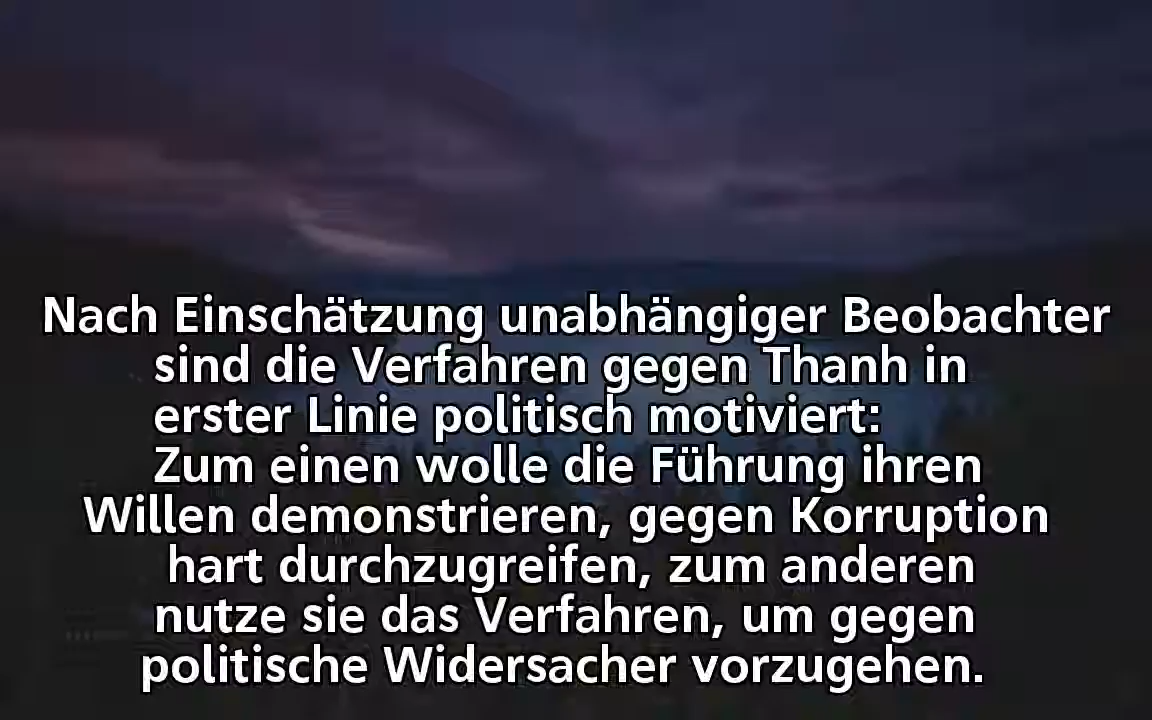 Nach Einschätzung unabhängiger Beobachter
sind die Verfahren gegen Thanh in
erster Linie politisch motiviert:
Zum einen wolle die Führung ihren
Willen demonstrieren, gegen Korruption
hart durchzugreifen, zum anderen
nutze sie das Verfahren, um gegen
politische Widersacher vorzugehen.